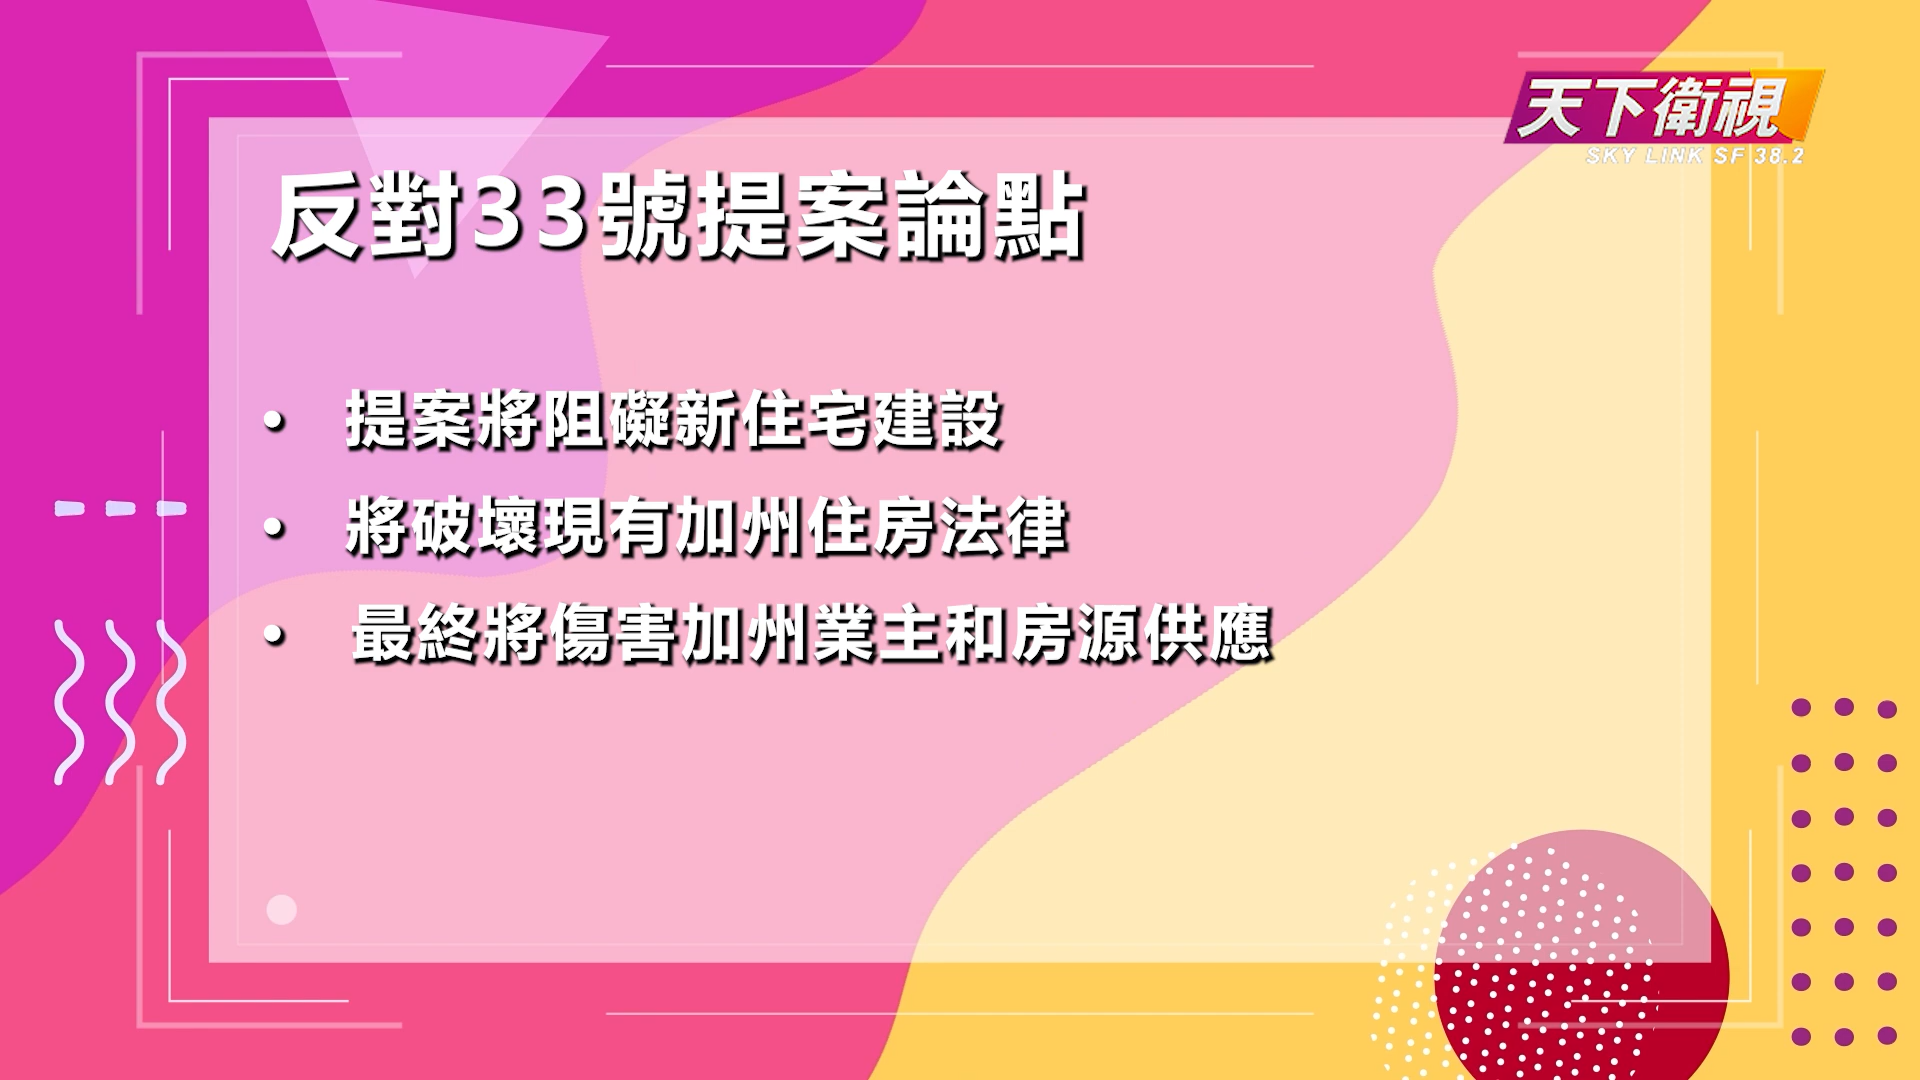 天下衛視
SKY LINK SF 38.2
反對33號提案論點
• 提案將阻礙新住宅建設
• 將破壞現有加州住房法律
• 最終將傷害加州業主和房源供應